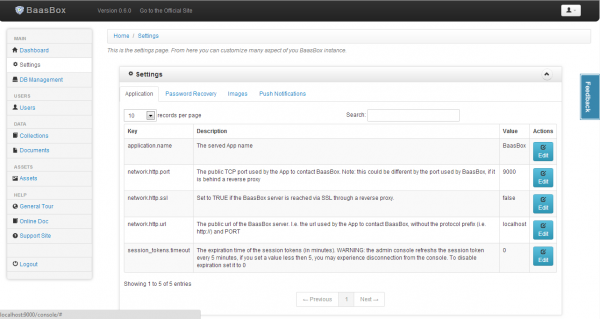 BaasBox
Version 0.6.0
Go to the Official Site
MAIN
Dashboard
Settings
DB Management
USERS
Users
DATA
Collections
Documents
ASSETS
Assets
HELP
General Tour
Online Doc
Support Site
Logout
Home / Settings
This is the settings page. From here you can customize many aspect of you BaasBox instance.
Settings
Application
Password Recovery
Images
Push Notifications
10 records per page
Search:
Key Description Value Actions
application.name The served App name BaasBox Edit
network.http.port The public TCP port used by the App to contact BaasBox. Note: this could be different by the port used by BaasBox, if it 9000 Edit
is behind a reverse proxy
network.http.ssl Set to TRUE if the BaasBox server is reached via SSL through a reverse proxy. false Edit
network.http.url The public url of the BaasBox server. I.e. the url used by the App to contact BaasBox, without the protocol prefix (i.e. localhost Edit
http://) and PORT
session_tokens.timeout The expiration time of the session tokens (in minutes). WARNING: the admin console refreshes the session token 0 Edit
every 5 minutes, if you set a value less then 5, you may experience disconnection from the console. To disable
expiration set it to 0
Showing 1 to 5 of 5 entries
← Previous 1 Next →
Feedback
localhost:9000/console/#